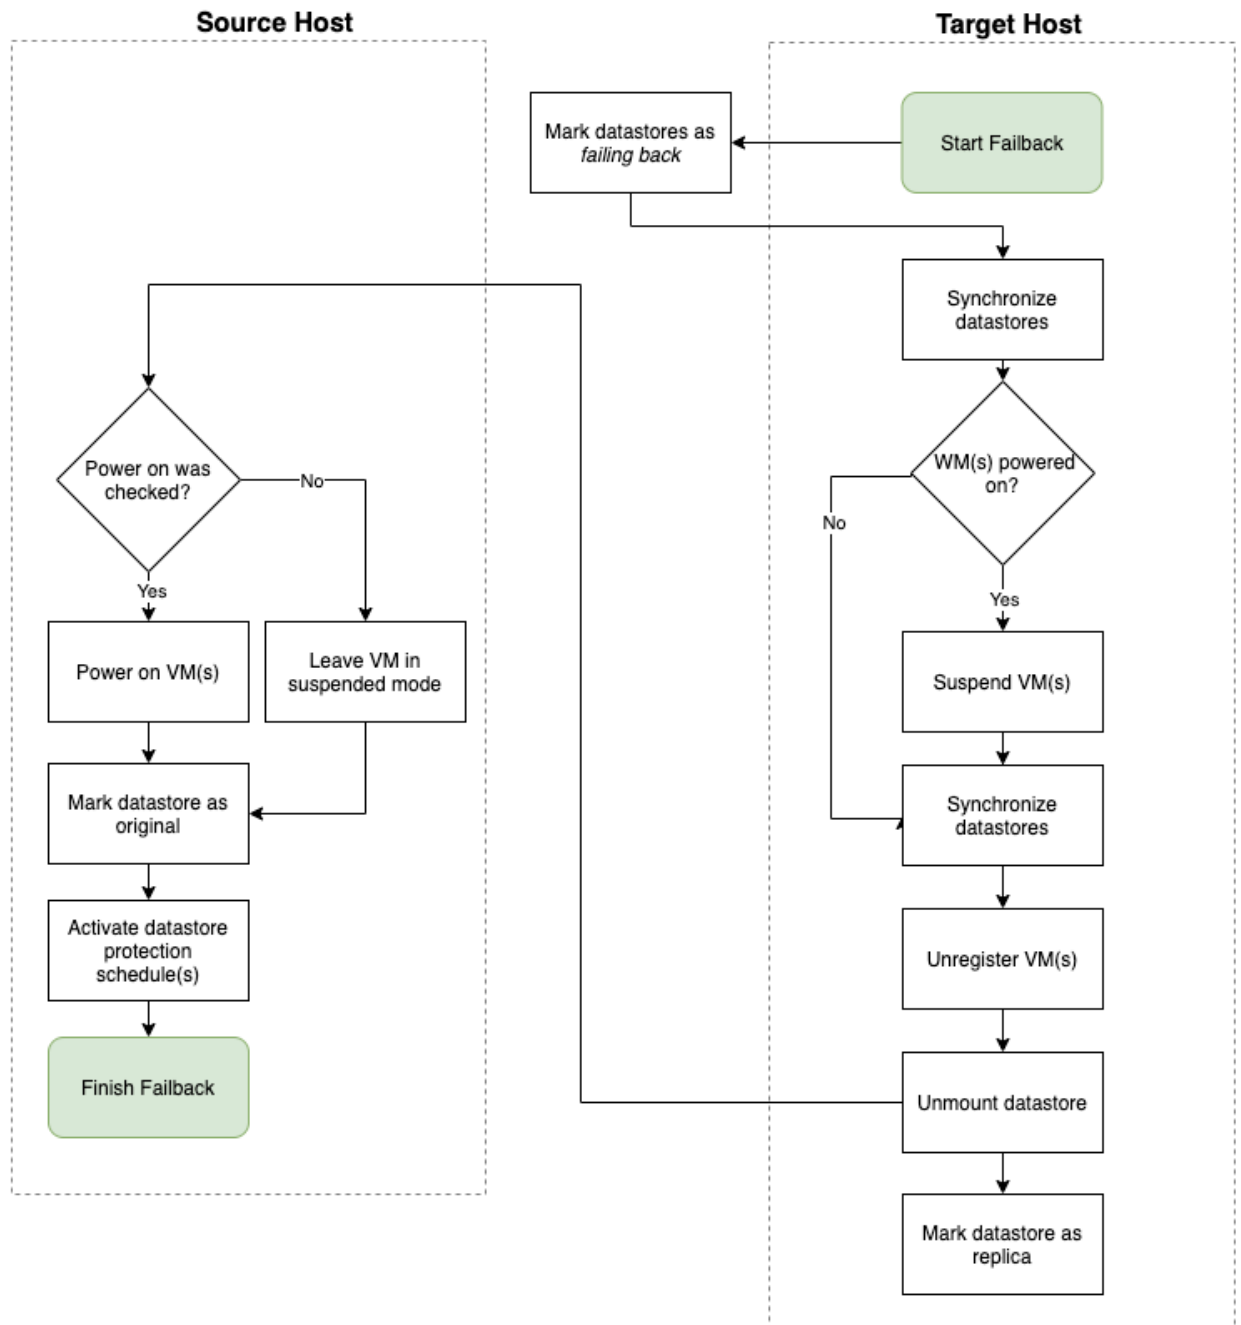 Source Host
Target Host
Mark datastores as
failing back
Start Failback
Synchronize
datastores
WM(s) powered
on?
No
Yes
Suspend VM(s)
Synchronize
datastores
Unregister VM(s)
Unmount datastore
Mark datastore as
replica
Power on was
checked?
No
Yes
Power on VM(s)
Leave VM in
suspended mode
Mark datastore as
original
Activate datastore
protection
schedule(s)
Finish Failback